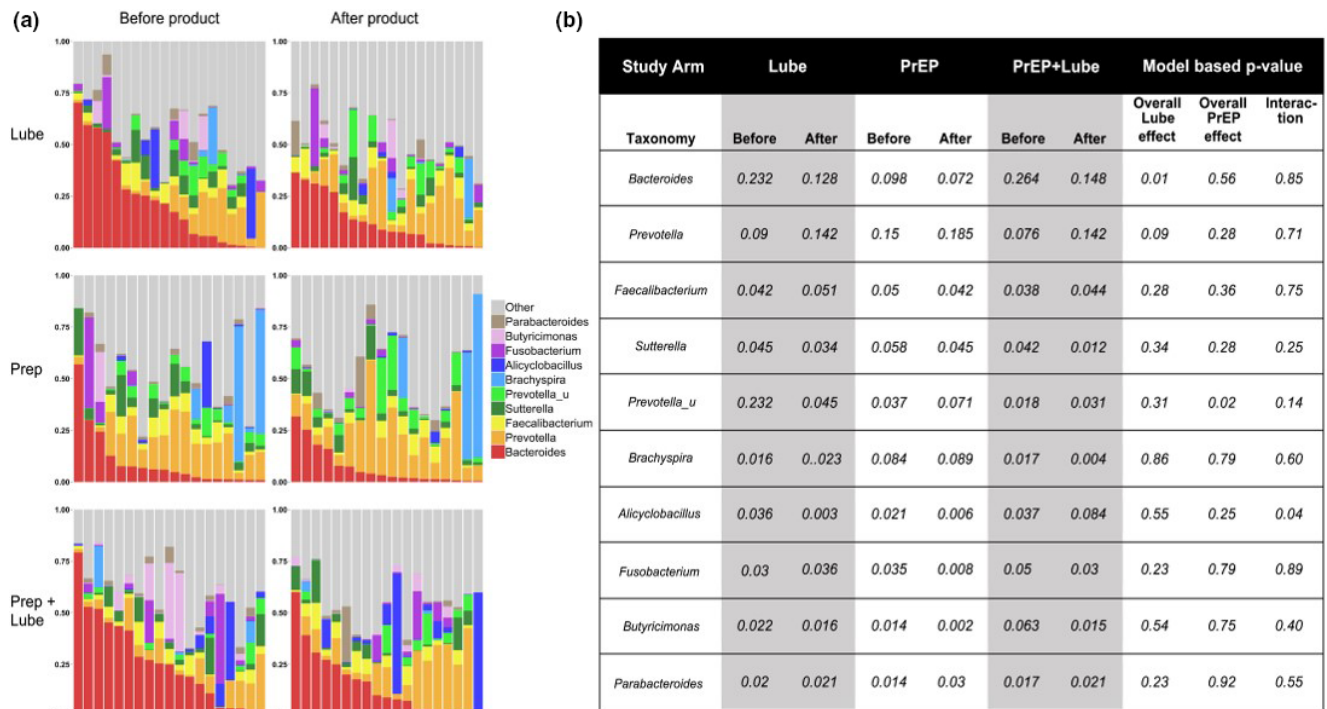 (a)
Before product
After product
Lube
1.00
0.75
0.50
0.25
0.00
1.00
0.75
0.50
0.25
0.00
Prep
1.00
0.75
0.50
0.25
0.00
1.00
0.75
0.50
0.25
0.00
Other
Parabacteroides
Butyricimonas
Fusobacterium
Alicyclobacillus
Brachyspira
Prevotella_u
Sutterella
Faecalibacterium
Prevotella
Bacteroides
Prep +
Lube
1.00
0.75
0.50
0.25
1.00
0.75
0.50
0.25
(b)
Study Arm Lube PrEP PrEP+Lube Model based p-value
Taxonomy Before After Before After Before After Overall Lube effect Overall PrEP effect Interac-tion
Bacteroides 0.232 0.128 0.098 0.072 0.264 0.148 0.01 0.56 0.85
Prevotella 0.09 0.142 0.15 0.185 0.076 0.142 0.09 0.28 0.71
Faecalibacterium 0.042 0.051 0.05 0.042 0.038 0.044 0.28 0.36 0.75
Sutterella 0.045 0.034 0.058 0.045 0.042 0.012 0.34 0.28 0.25
Prevotella_u 0.232 0.045 0.037 0.071 0.018 0.031 0.31 0.02 0.14
Brachyspira 0.016 0..023 0.084 0.089 0.017 0.004 0.86 0.79 0.60
Alicyclobacillus 0.036 0.003 0.021 0.006 0.037 0.084 0.55 0.25 0.04
Fusobacterium 0.03 0.036 0.035 0.008 0.05 0.03 0.23 0.79 0.89
Butyricimonas 0.022 0.016 0.014 0.002 0.063 0.015 0.54 0.75 0.40
Parabacteroides 0.02 0.021 0.014 0.03 0.017 0.021 0.23 0.92 0.55